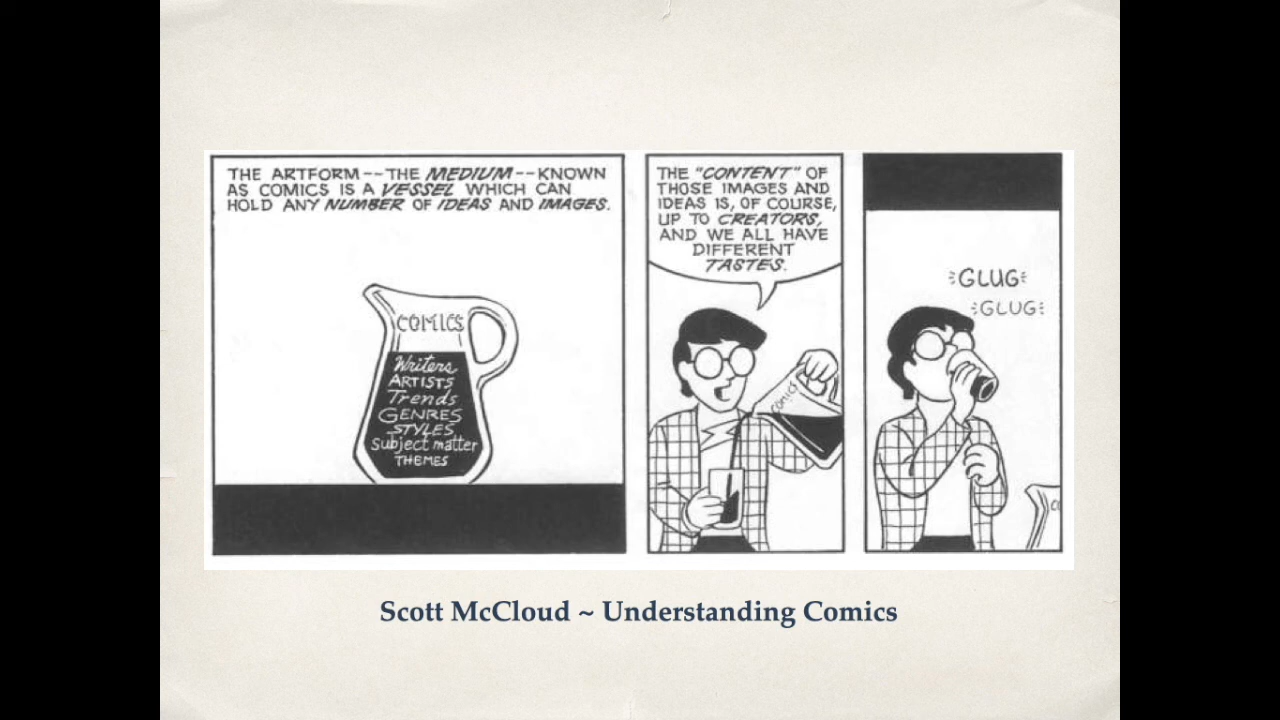 THE ARTFORM--THE MEDIUM--KNOWN
AS COMICS IS A VESSEL WHICH CAN
HOLD ANY NUMBER OF IDEAS AND IMAGES.
COMICS
Writers
ARTISTS
Trends
GENRES
STYLES
Subject matter
THEMES
THE "CONTENT" OF
THOSE IMAGES AND
IDEAS IS, OF COURSE,
UP TO CREATORS,
AND WE ALL HAVE
DIFFERENT
TASTES.
COMICS
GLUG
GLUG
CO
Scott McCloud ~ Understanding Comics